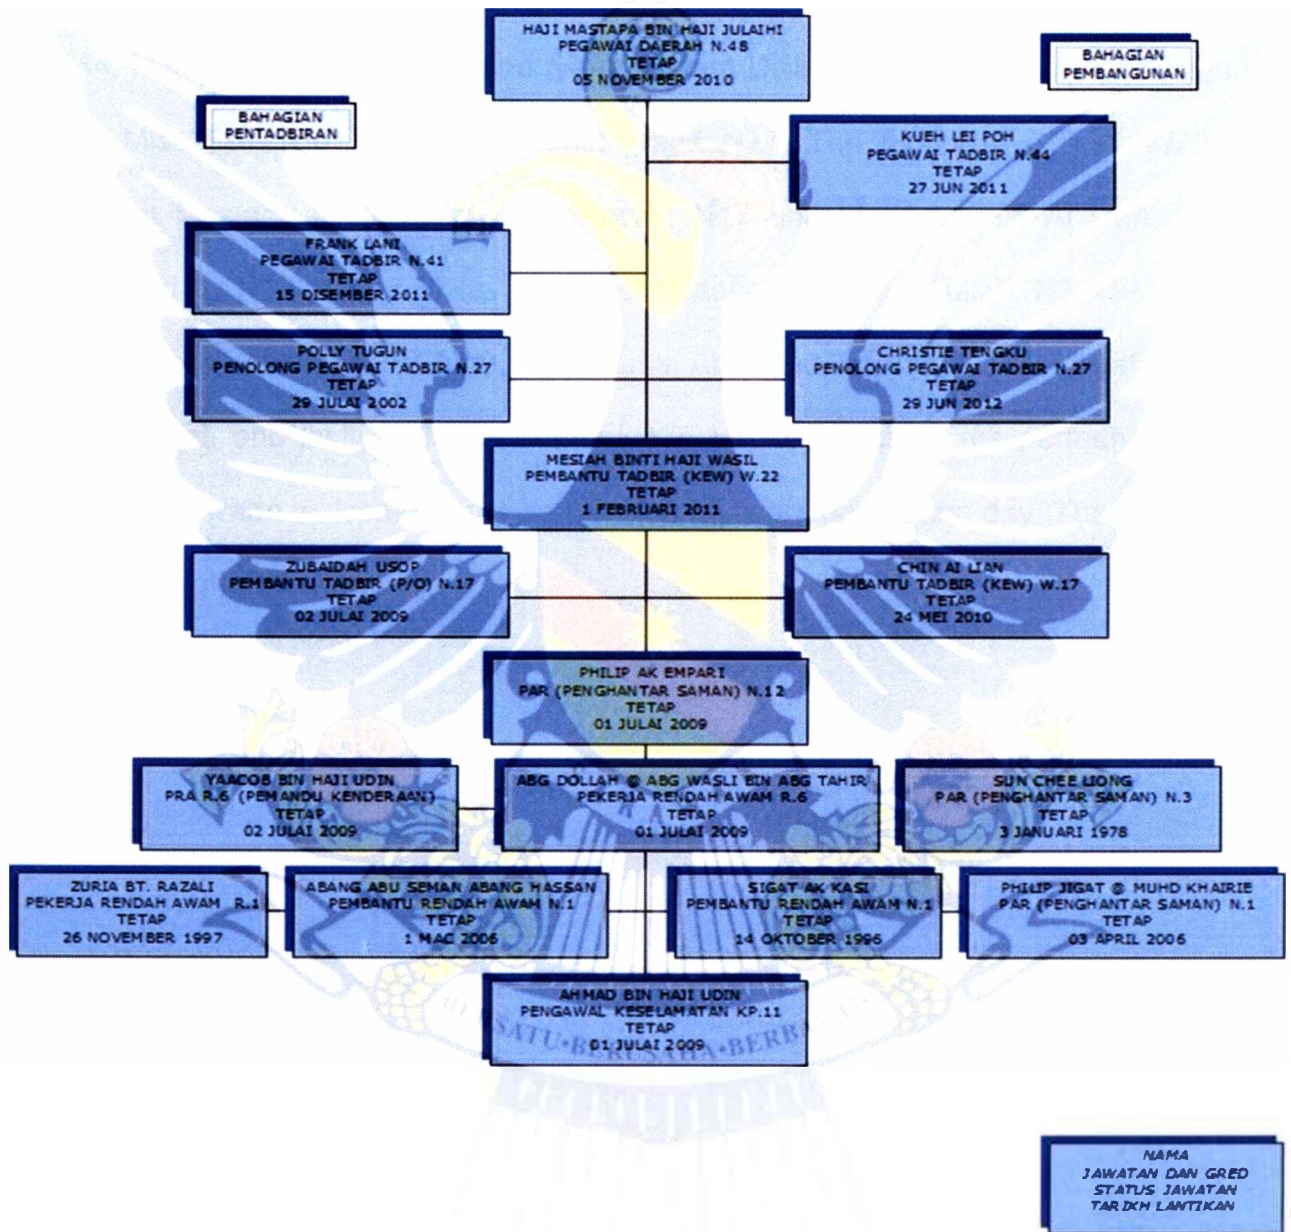 HAJI MASTAPA BIN HAJI JULAIHI
PEGAWAI DAERAH N.48
TETAP
05 NOVEMBER 2010
BAHAGIAN
PEMBANGUNAN
BAHAGIAN
PENTADBIRAN
KUEH LEI POH
PEGAWAI TADBIR N.44
TETAP
27 JUN 2011
FRANK LANI
PEGAWAI TADBIR N.41
TETAP
15 DISEMBER 2011
POLLY TUGUN
PENOLONG PEGAWAI TADBIR N.27
TETAP
29 JULAI 2002
CHRISTIE TENGKU
PENOLONG PEGAWAI TADBIR N.27
TETAP
29 JUN 2012
MESIAH BINTI HAJI WASIL
PEMBANTU TADBIR (KEW) W.22
TETAP
1 FEBRUARI 2011
ZUBAIDAH USOP
PEMBANTU TADBIR (P/O) N.17
TETAP
02 JULAI 2009
CHIN AI LIAN
PEMBANTU TADBIR (KEW) W.17
TETAP
24 MEI 2010
PHILIP AK EMPARI
PAR (PENGHANTAR SAMAN) N.12
TETAP
01 JULAI 2009
YAACOB BIN HAJI UDIN
PRA R.6 (PEMANDU KENDERAAN)
TETAP
02 JULAI 2009
ABG DOLLAH @ ABG WASLI BIN ABG TAHIR
PEKERJA RENDAH AWAM R.6
TETAP
01 JULAI 2009
SUN CHEE LIONG
PAR (PENGHANTAR SAMAN) N.3
TETAP
3 JANUARI 1978
ZURIA BT. RAZALI
PEKERJA RENDAH AWAM R.1
TETAP
26 NOVEMBER 1997
ABANG ABU SEMAN ABANG HASSAN
PEMBANTU RENDAH AWAM N.1
TETAP
1 MAC 2006
SIGAT AK KASI
PEMBANTU RENDAH AWAM N.1
TETAP
14 OKTOBER 1996
PHILIP JIGAT @ MUHD KHAIRIE
PAR (PENGHANTAR SAMAN) N.1
TETAP
03 APRIL 2006
AHMAD BIN HAJI UDIN
PENGAWAL KESELAMATAN KP.11
TETAP
01 JULAI 2009
SATU•BERUSAHA•BERB
NAMA
JAWATAN DAN GRED
STATUS JAWATAN
TARIKH LANTIKAN